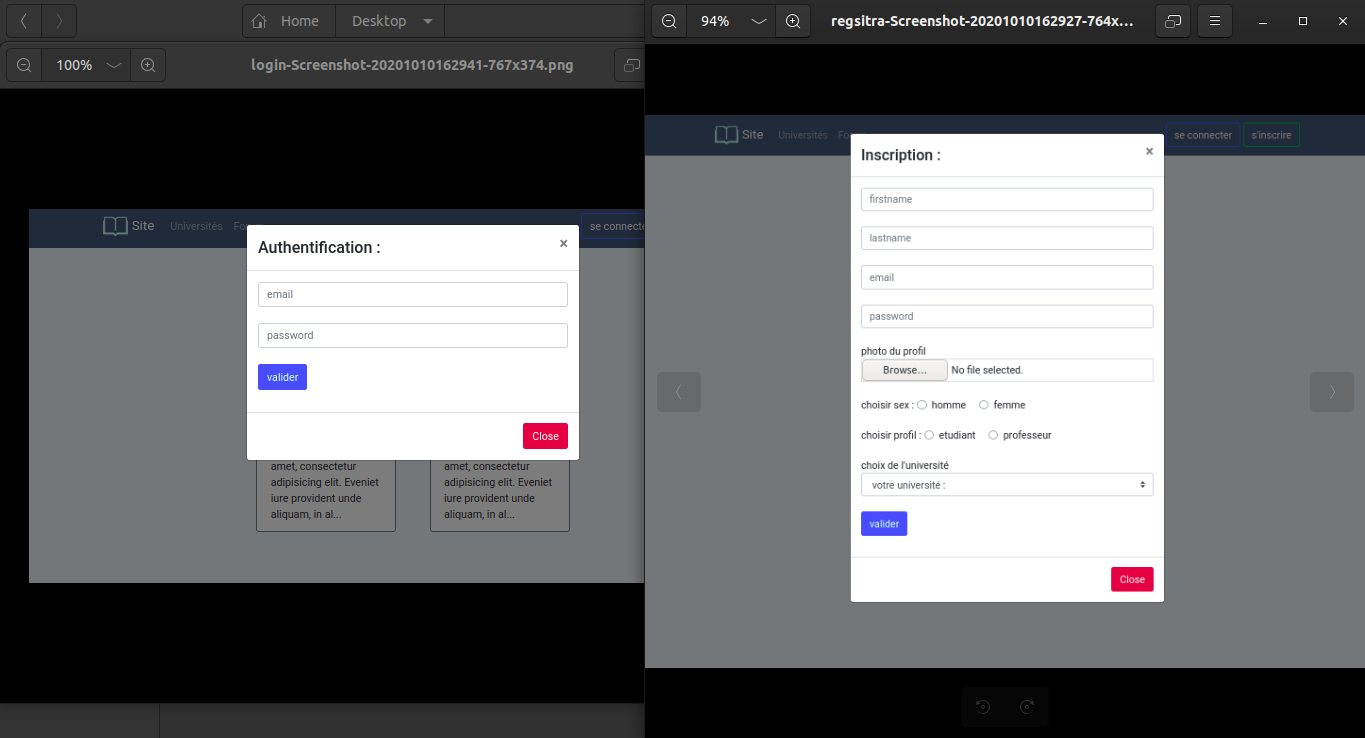 Home
Desktop
100%
login-Screenshot-20201010162941-767x374.png
Site
Universités
se connecte
Authentification :
×
email
password
valider
Close
amet, consectetur
adipisicing elit. Eveniet
iure provident unde
aliquam, in al...
amet, consectetur
adipisicing elit. Eveniet
iure provident unde
aliquam, in al...
94%
regsitra-Screenshot-20201010162927-764x...
Site
Universités
se connecter
s'inscrire
Inscription :
×
firstname
lastname
email
password
photo du profil
Browse... No file selected.
choisir sex : homme femme
choisir profil : etudiant professeur
choix de l'université
votre université :
valider
Close